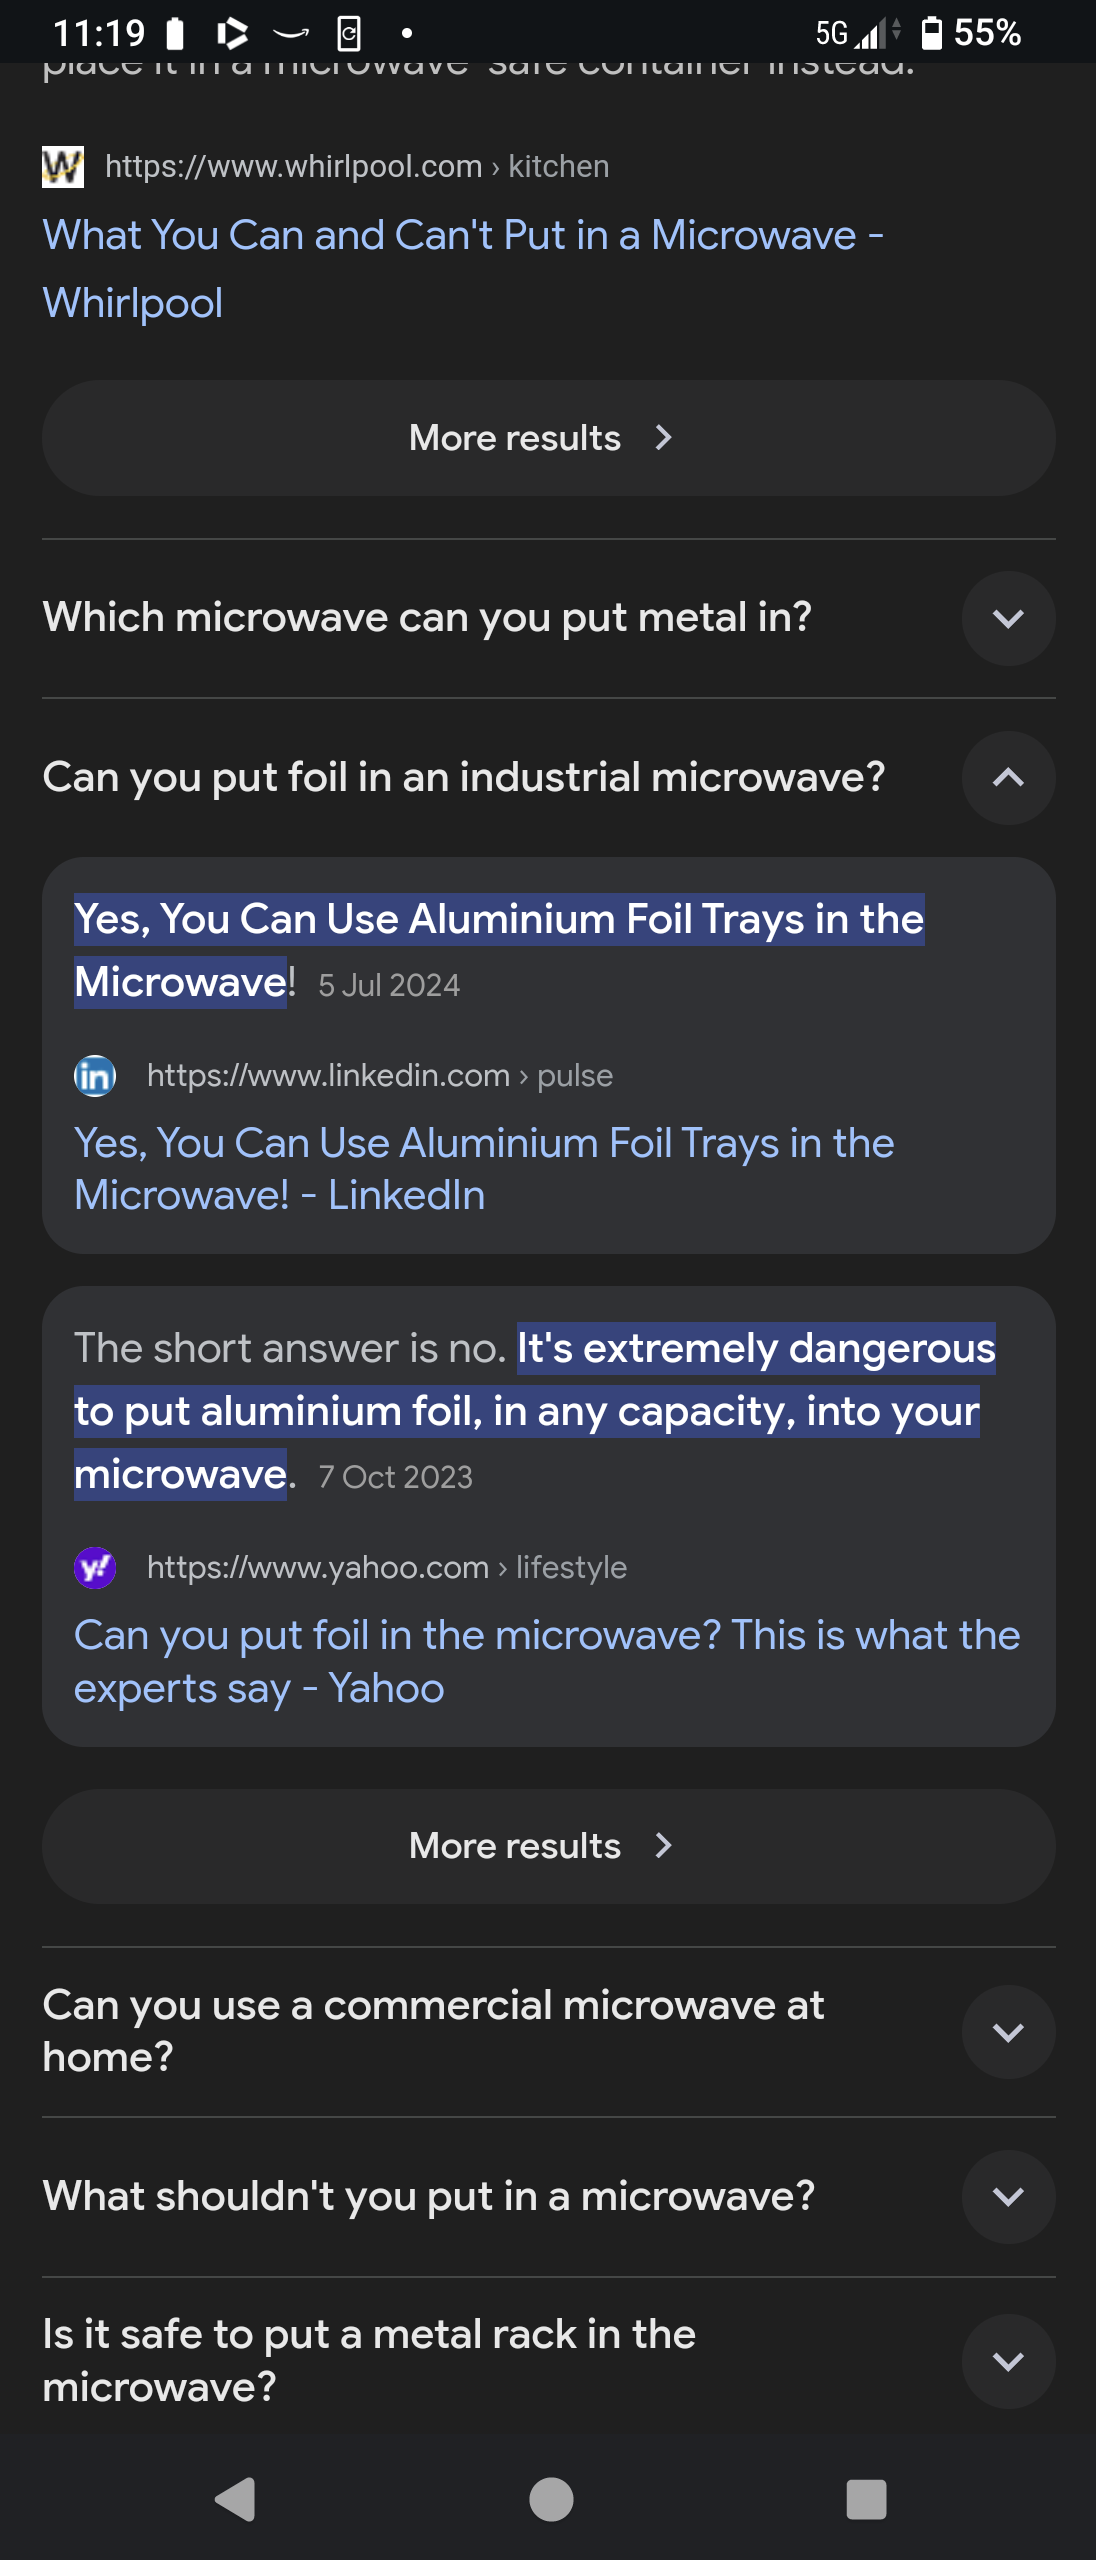 11:19
5G
55%
place it in a microwave-safe container instead.
https://www.whirlpool.com › kitchen
What You Can and Can't Put in a Microwave -
Whirlpool
More results
Which microwave can you put metal in?
Can you put foil in an industrial microwave?
Yes, You Can Use Aluminium Foil Trays in the
Microwave! 5 Jul 2024
in
https://www.linkedin.com › pulse
Yes, You Can Use Aluminium Foil Trays in the
Microwave! - LinkedIn
The short answer is no. It's extremely dangerous
to put aluminium foil, in any capacity, into your
microwave. 7 Oct 2023
y!
https://www.yahoo.com › lifestyle
Can you put foil in the microwave? This is what the
experts say - Yahoo
More results
Can you use a commercial microwave at
home?
What shouldn't you put in a microwave?
Is it safe to put a metal rack in the
microwave?